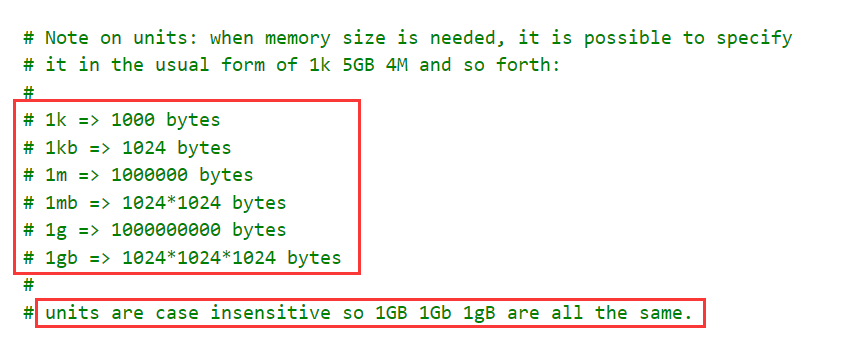 # Note on units: when memory size is needed, it is possible to specify
# it in the usual form of 1k 5GB 4M and so forth:
#
# 1k => 1000 bytes
# 1kb => 1024 bytes
# 1m => 1000000 bytes
# 1mb => 1024*1024 bytes
# 1g => 1000000000 bytes
# 1gb => 1024*1024*1024 bytes
#
# units are case insensitive so 1GB 1Gb 1gB are all the same.